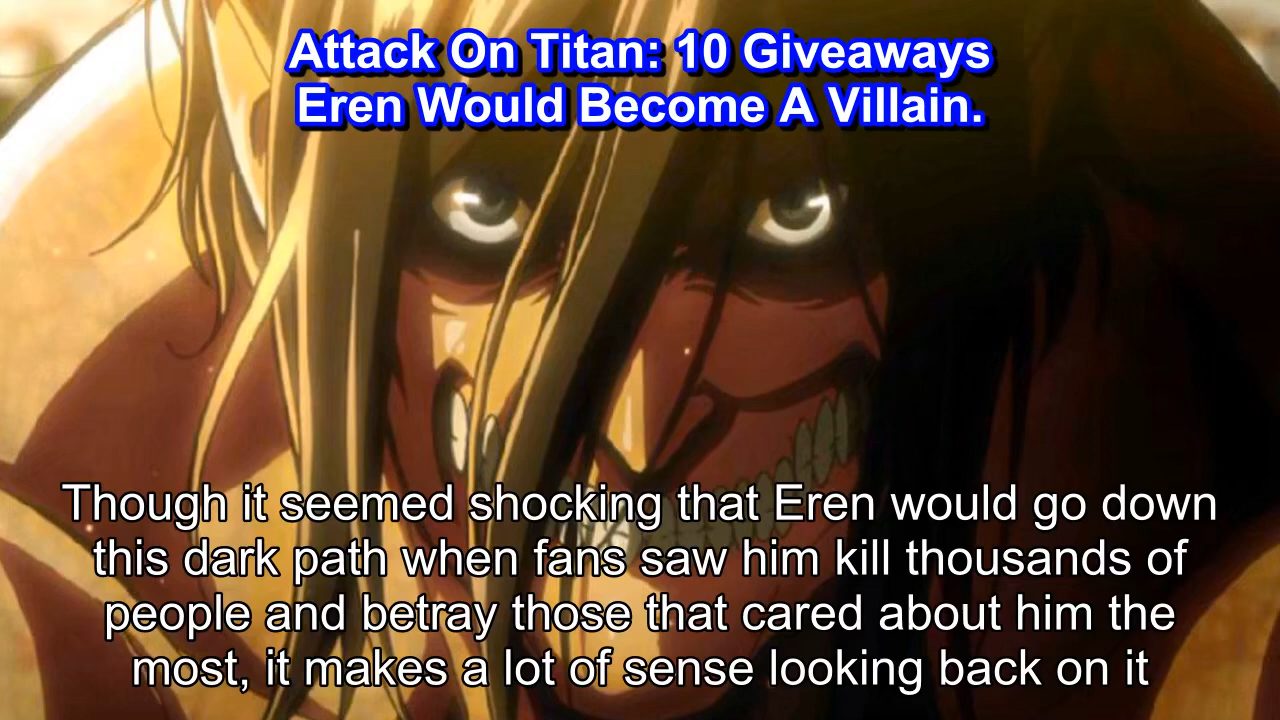 Attack On Titan: 10 Giveaways
Eren Would Become A Villain.
Though it seemed shocking that Eren would go down
this dark path when fans saw him kill thousands of
people and betray those that cared about him the
most, it makes a lot of sense looking back on it